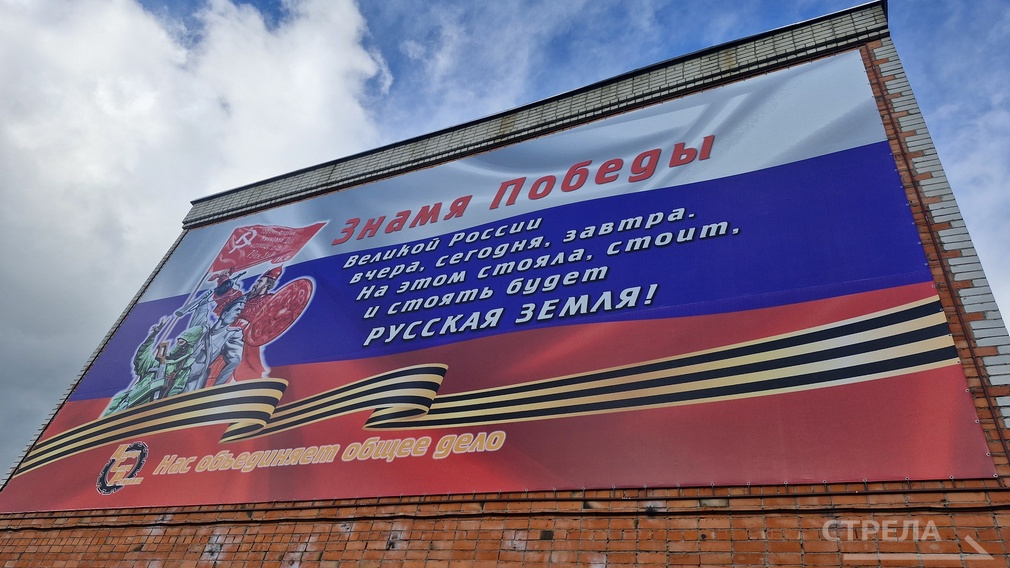 Знамя Победы
Великой России
вчера, сегодня, завтра.
На этом стояла, стоит,
и стоять будет
РУССКАЯ ЗЕМЛЯ!
Нас объединяет общее дело
СТРЕЛА